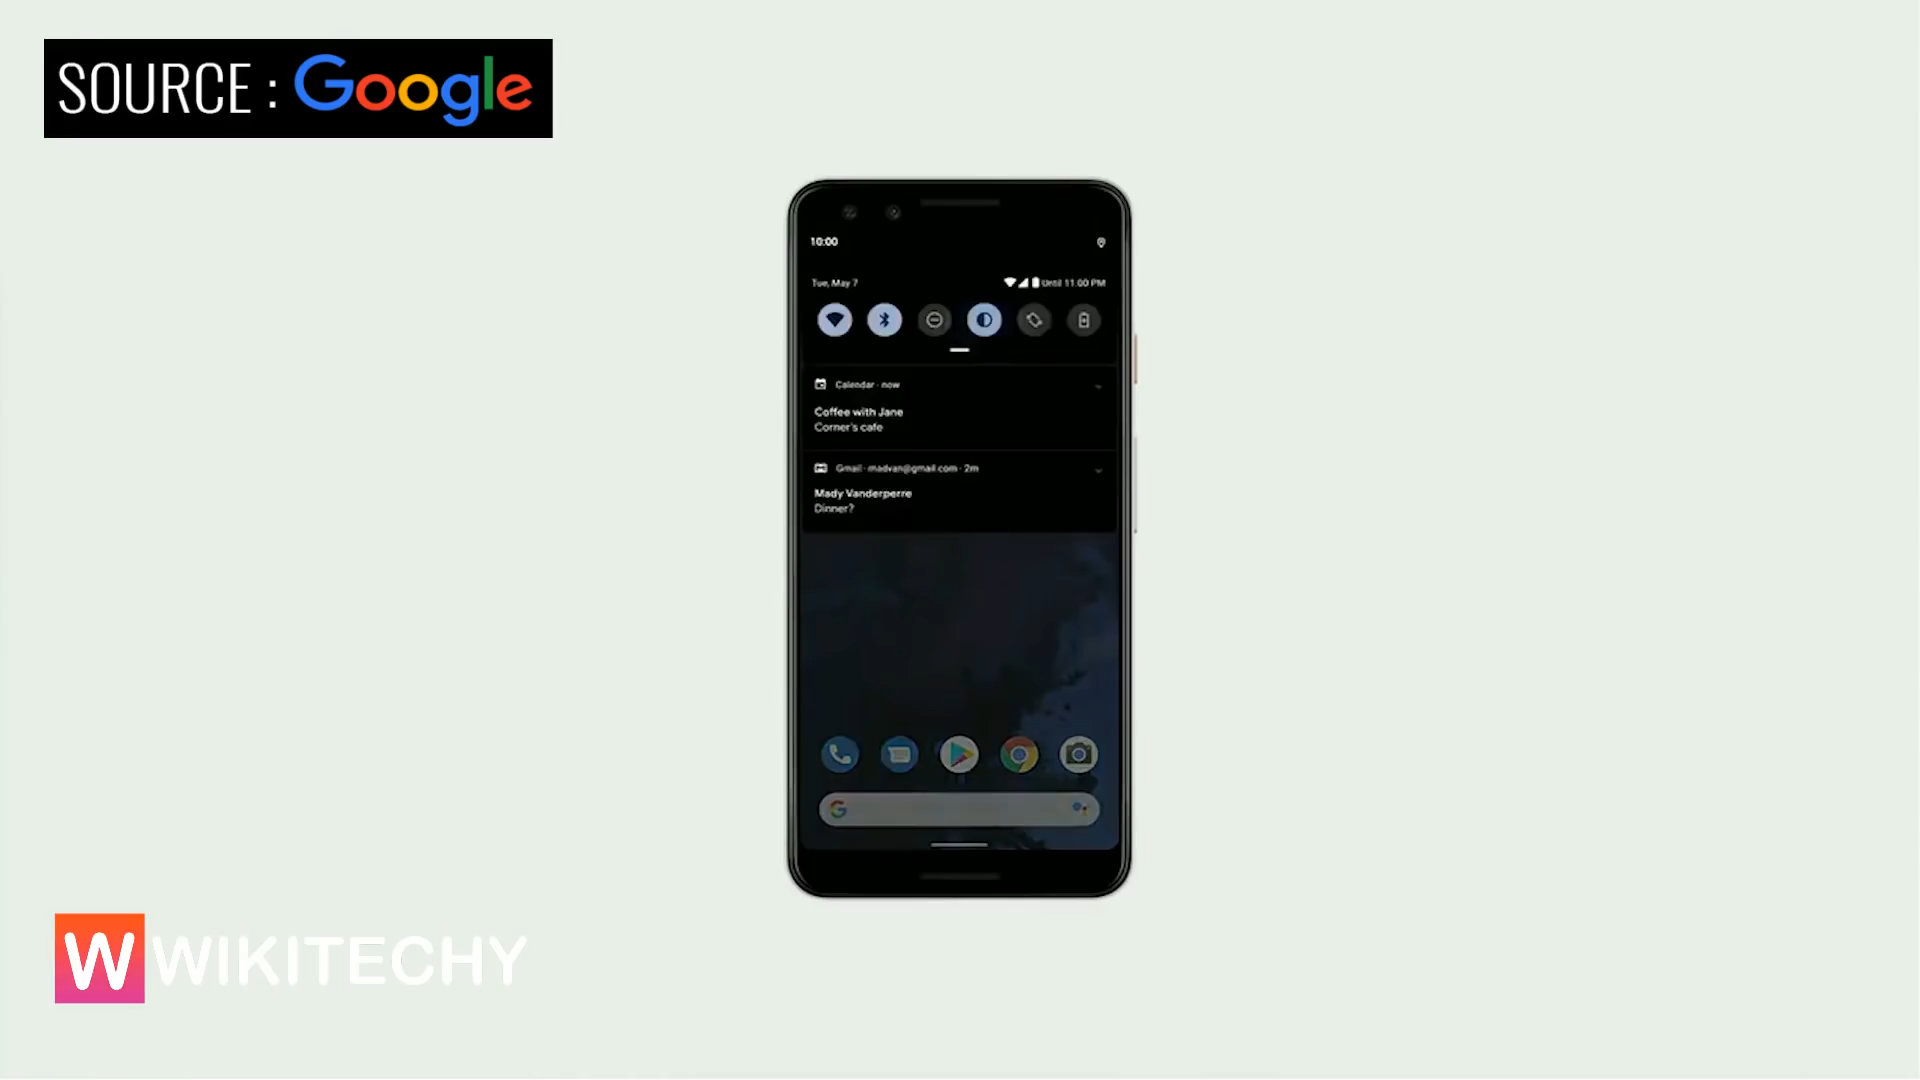 SOURCE : Google
10:00
Tue, May 7
Until 11:00 PM
Calendar · now
Coffee with Jane
Corner's cafe
Gmail · madvan@gmail.com · 2m
Mady Vanderperre
Dinner?
G
W WIKITECHY